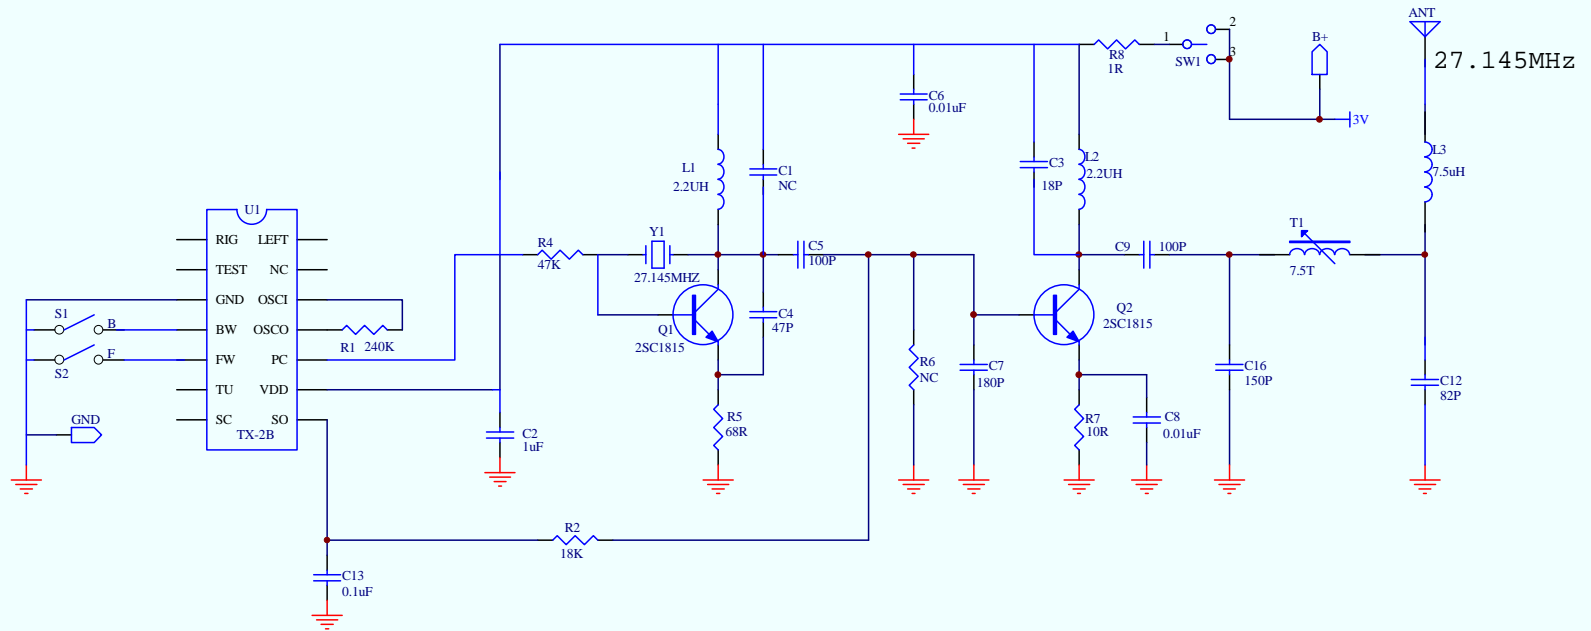 ANT
27.145MHz
2
1
3
SW1
R8
1R
B+
3V
C6
0.01uF
L1
2.2UH
C1
NC
C3
18P
L2
2.2UH
L3
7.5uH
U1
RIG LEFT
TEST NC
GND OSCI
BW OSCO
FW PC
TU VDD
SC SO
TX-2B
S1
B
F
S2
GND
R1 240K
R4
47K
Y1
27.145MHZ
C5
100P
C9 100P
T1
7.5T
Q1
2SC1815
C4
47P
Q2
2SC1815
R6
NC
C7
180P
C16
150P
C12
82P
R5
68R
R7
10R
C8
0.01uF
C2
1uF
R2
18K
C13
0.1uF